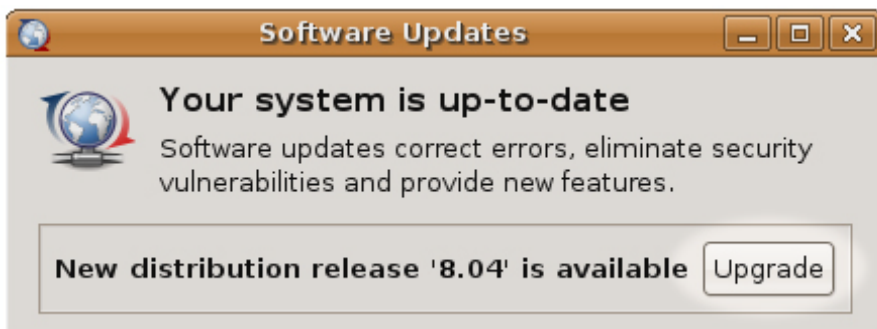 Software Updates
Your system is up-to-date
Software updates correct errors, eliminate security
vulnerabilities and provide new features.
New distribution release '8.04' is available Upgrade